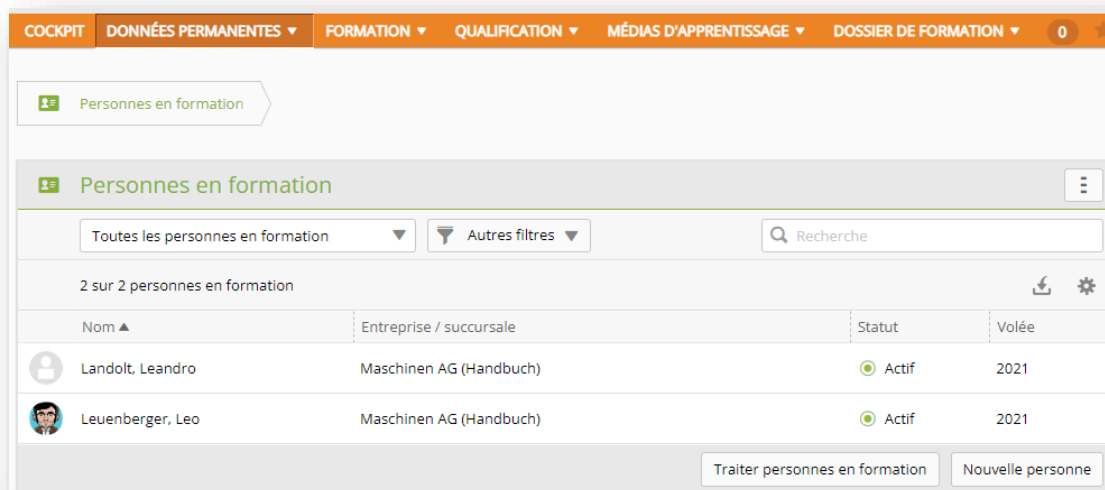 COCKPIT DONNÉES PERMANENTES ▼ FORMATION ▼ QUALIFICATION ▼ MÉDIAS D'APPRENTISSAGE ▼ DOSSIER DE FORMATION ▼ 0
Personnes en formation
Personnes en formation
Toutes les personnes en formation ▼ Autres filtres ▼ Recherche
2 sur 2 personnes en formation
Nom ▲ Entreprise / succursale Statut Volée
Landolt, Leandro Maschinen AG (Handbuch) Actif 2021
Leuenberger, Leo Maschinen AG (Handbuch) Actif 2021
Traiter personnes en formation Nouvelle personne